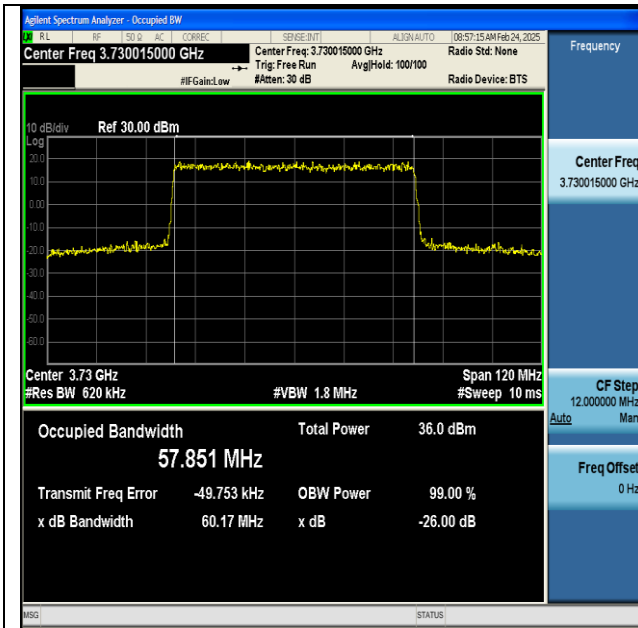 Agilent Spectrum Analyzer - Occupied BW
LXI RL RF 50 Ω AC CORREC SENSE:INT ALIGN AUTO 08:57:15 AM Feb 24, 2025
Center Freq 3.730015000 GHz
Center Freq: 3.730015000 GHz
Radio Std: None
Trig: Free Run Avg|Hold: 100/100
#IFGain:Low #Atten: 30 dB
Radio Device: BTS
Frequency
10 dB/div Ref 30.00 dBm
Log
20.0
10.0
0.00
-10.0
-20.0
-30.0
-40.0
-50.0
-60.0
Center Freq
3.730015000 GHz
Center 3.73 GHz Span 120 MHz
#Res BW 620 kHz #VBW 1.8 MHz #Sweep 10 ms
CF Step
12.000000 MHz
Auto Man
Occupied Bandwidth Total Power 36.0 dBm
57.851 MHz
Transmit Freq Error -49.753 kHz OBW Power 99.00 %
x dB Bandwidth 60.17 MHz x dB -26.00 dB
Freq Offset
0 Hz
MSG STATUS